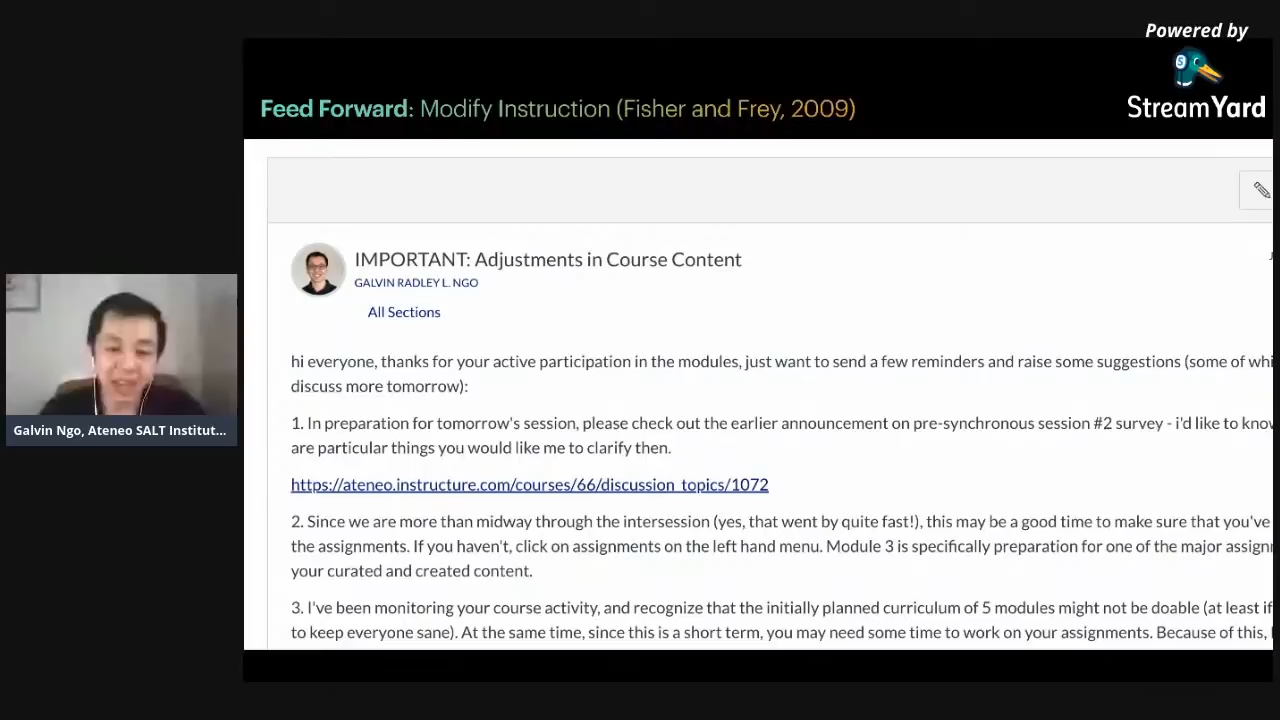 Powered by
StreamYard
Feed Forward: Modify Instruction (Fisher and Frey, 2009)
IMPORTANT: Adjustments in Course Content
GALVIN RADLEY L. NGO
All Sections
hi everyone, thanks for your active participation in the modules, just want to send a few reminders and raise some suggestions (some of
discuss more tomorrow):
1. In preparation for tomorrow's session, please check out the earlier announcement on pre-synchronous session #2 survey - i'd like to
are particular things you would like me to clarify then.
https://ateneo.instructure.com/courses/66/discussion_topics/1072
2. Since we are more than midway through the intersession (yes, that went by quite fast!), this may be a good time to make sure that you've
the assignments. If you haven't, click on assignments on the left hand menu. Module 3 is specifically preparation for one of the major
your curated and created content.
3. I've been monitoring your course activity, and recognize that the initially planned curriculum of 5 modules might not be doable (at least if
to keep everyone sane). At the same time, since this is a short term, you may need some time to work on your assignments. Because of this,
Galvin Ngo, Ateneo SALT Institut...